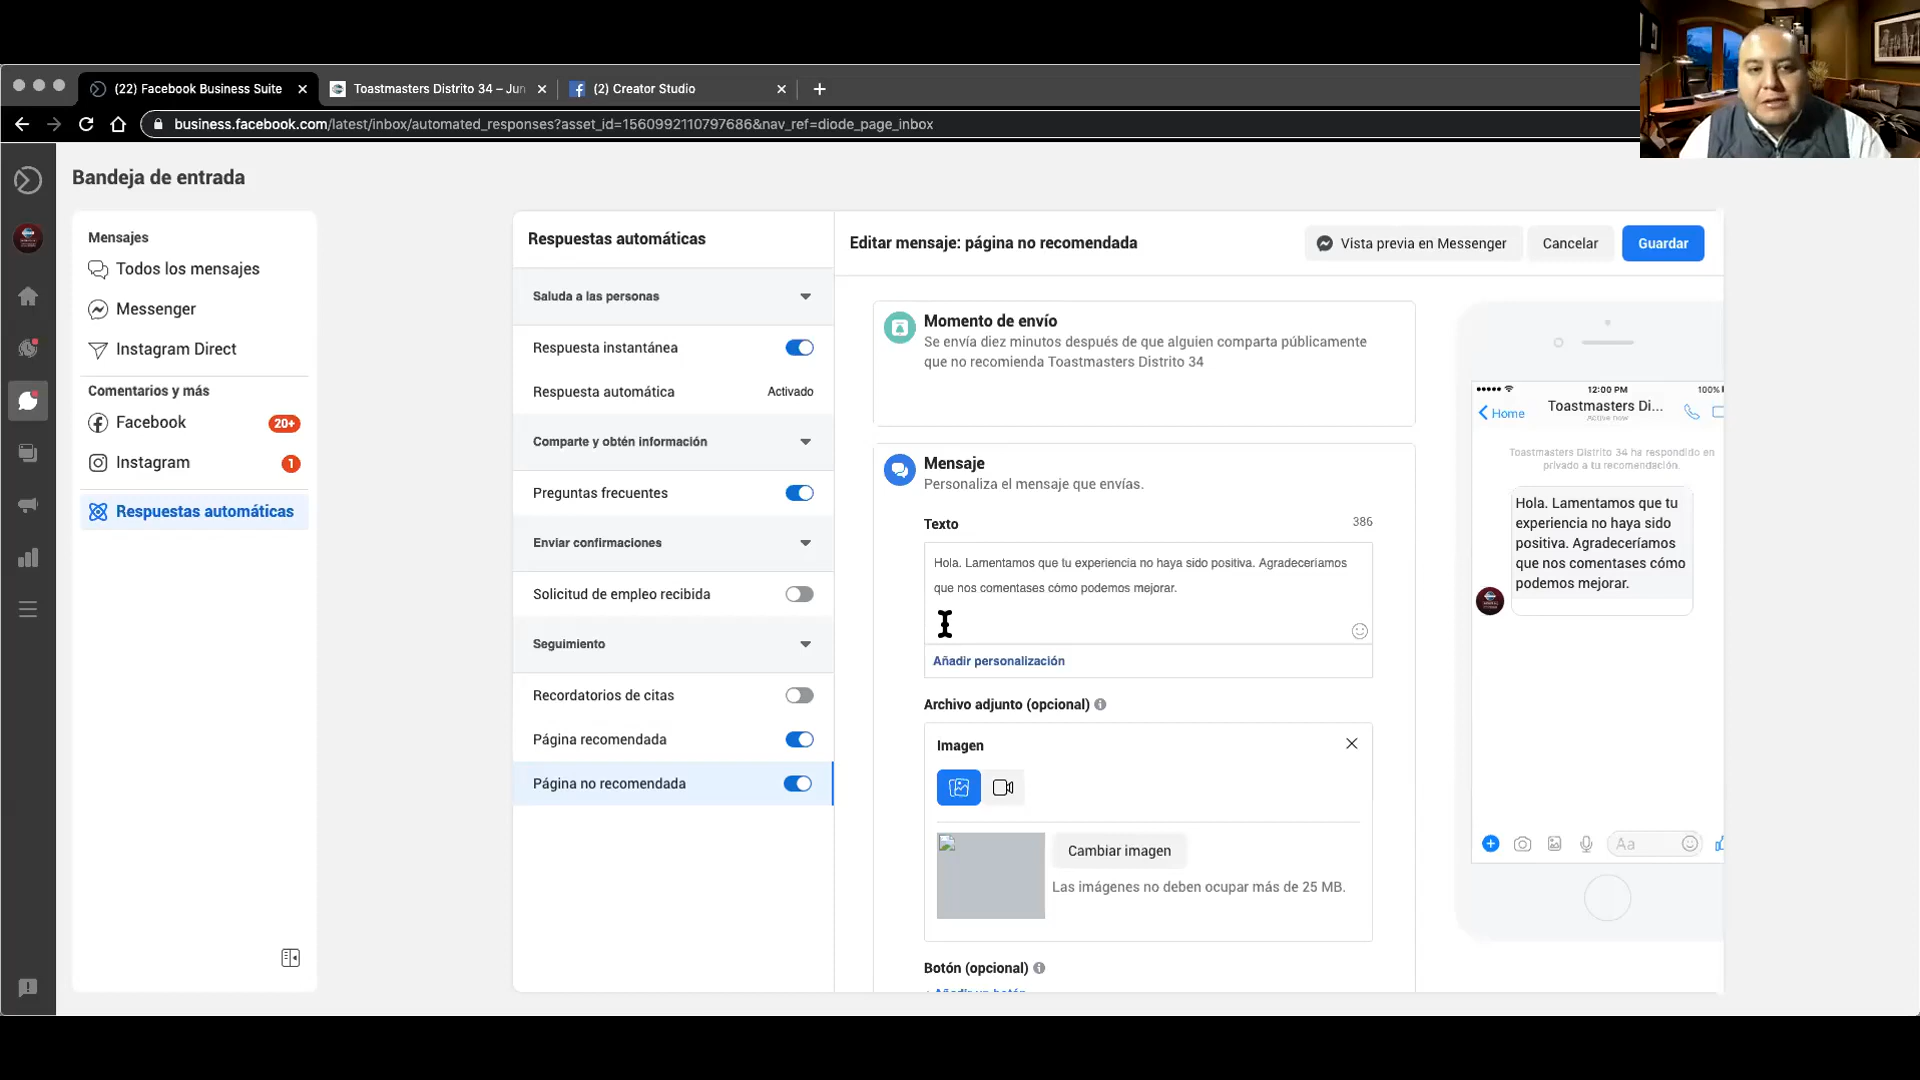 (22) Facebook Business Suite
Toastmasters Distrito 34 – Jun
(2) Creator Studio
business.facebook.com/latest/inbox/automated_responses?asset_id=1560992110797686&nav_ref=diode_page_inbox
Bandeja de entrada
Mensajes
Todos los mensajes
Messenger
Instagram Direct
Comentarios y más
Facebook
20+
Instagram
1
Respuestas automáticas
Respuestas automáticas
Saluda a las personas
Respuesta instantánea
Respuesta automática
Activado
Comparte y obtén información
Preguntas frecuentes
Enviar confirmaciones
Solicitud de empleo recibida
Seguimiento
Recordatorios de citas
Página recomendada
Página no recomendada
Editar mensaje: página no recomendada
Vista previa en Messenger
Cancelar
Guardar
Momento de envío
Se envía diez minutos después de que alguien comparta públicamente
que no recomienda Toastmasters Distrito 34
Mensaje
Personaliza el mensaje que envías.
Texto
386
Hola. Lamentamos que tu experiencia no haya sido positiva. Agradeceríamos
que nos comentases cómo podemos mejorar.
Añadir personalización
Archivo adjunto (opcional)
Imagen
Cambiar imagen
Las imágenes no deben ocupar más de 25 MB.
Botón (opcional)
+ Añadir un botón
12:00 PM
100%
Home
Toastmasters Di...
Active now
Toastmasters Distrito 34 ha respondido en
privado a tu recomendación.
Hola. Lamentamos que tu
experiencia no haya sido
positiva. Agradeceríamos
que nos comentases cómo
podemos mejorar.
Aa